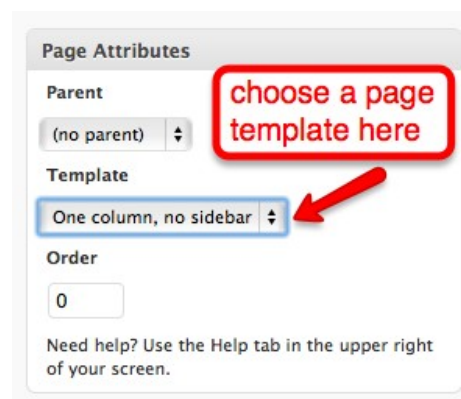 Page Attributes
Parent
choose a page
template here
(no parent)
Template
One column, no sidebar
Order
0
Need help? Use the Help tab in the upper right
of your screen.